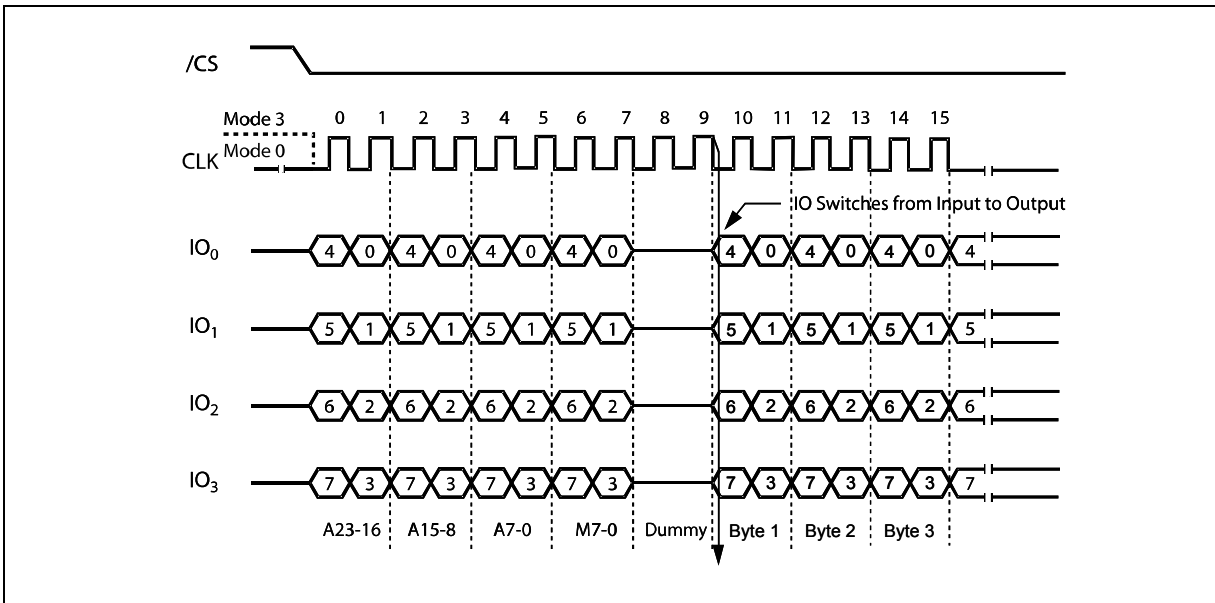 /CS
Mode 3
0 1 2 3 4 5 6 7 8 9 10 11 12 13 14 15
CLK
Mode 0
IO Switches from Input to Output
IO0 4 0 4 0 4 0 4 0 4 0 4 0 4 0 4
IO1 5 1 5 1 5 1 5 1 5 1 5 1 5 1 5
IO2 6 2 6 2 6 2 6 2 6 2 6 2 6 2 6
IO3 7 3 7 3 7 3 7 3 7 3 7 3 7 3 7
A23-16 A15-8 A7-0 M7-0 Dummy Byte 1 Byte 2 Byte 3